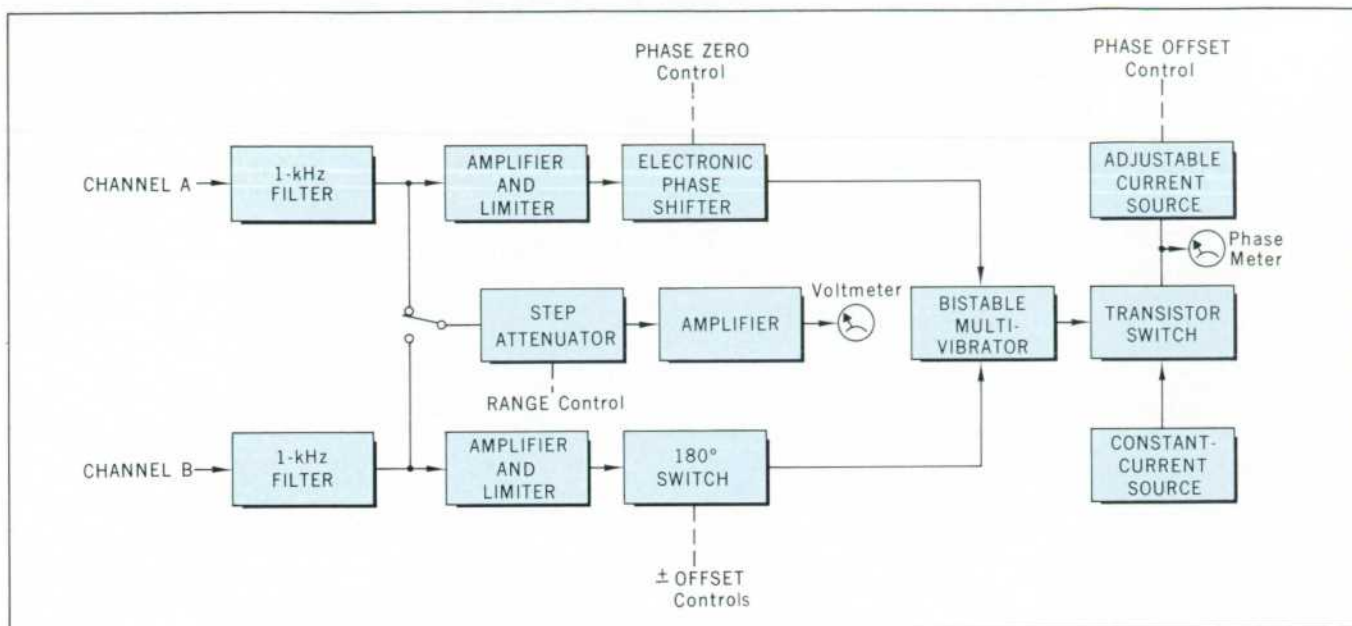 PHASE ZERO
Control
PHASE OFFSET
Control
CHANNEL A
1-kHz
FILTER
AMPLIFIER
AND
LIMITER
ELECTRONIC
PHASE
SHIFTER
ADJUSTABLE
CURRENT
SOURCE
Phase
Meter
STEP
ATTENUATOR
AMPLIFIER
Voltmeter
BISTABLE
MULTI-
VIBRATOR
TRANSISTOR
SWITCH
RANGE Control
CHANNEL B
1-kHz
FILTER
AMPLIFIER
AND
LIMITER
180°
SWITCH
CONSTANT-
CURRENT
SOURCE
± OFFSET
Controls